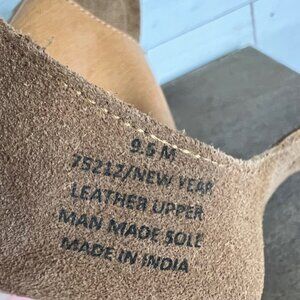 9.5 M
75212/NEW YEAR
LEATHER UPPER
MAN MADE SOLE
MADE IN INDIA